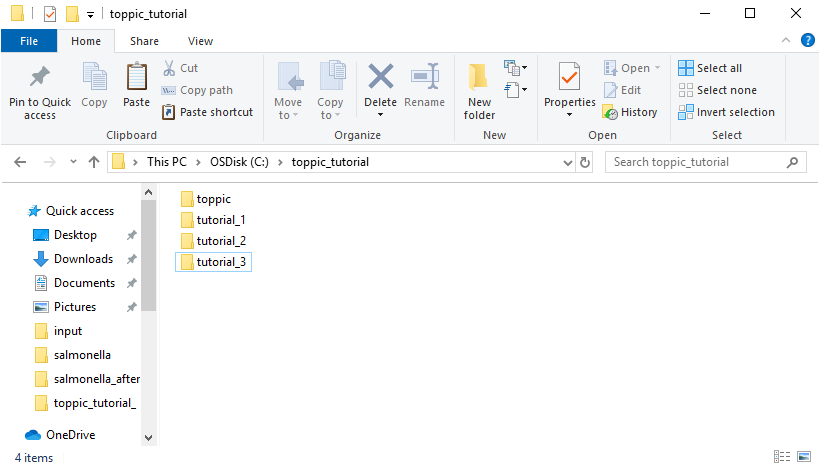 toppic_tutorial
File Home Share View
Pin to Quick access
Copy
Paste
Cut
Copy path
Paste shortcut
Clipboard
Move to
Copy to
Delete
Rename
Organize
New folder
New
Properties
Open
Edit
History
Open
Select all
Select none
Invert selection
Select
This PC > OSDisk (C:) > toppic_tutorial
Search toppic_tutorial
Quick access
Desktop
Downloads
Documents
Pictures
input
salmonella
salmonella_after
toppic_tutorial_
OneDrive
toppic
tutorial_1
tutorial_2
tutorial_3
4 items